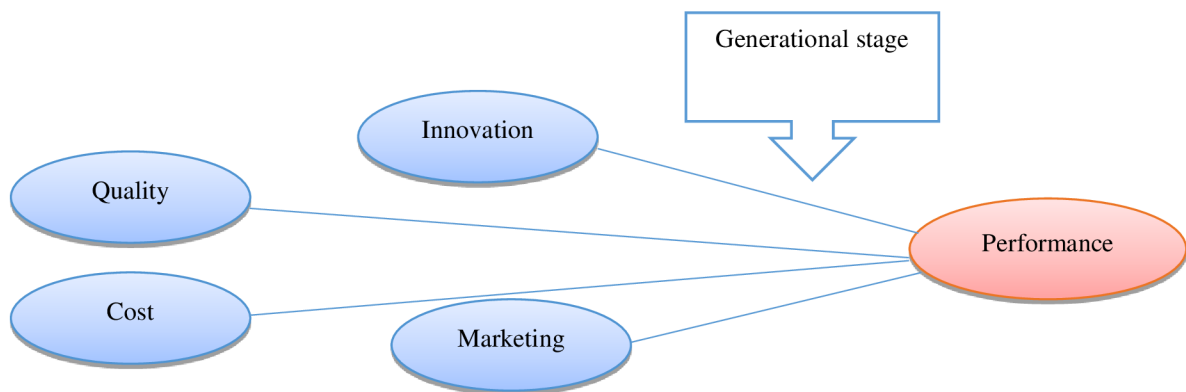 Generational stage
Innovation
Quality
Performance
Cost
Marketing